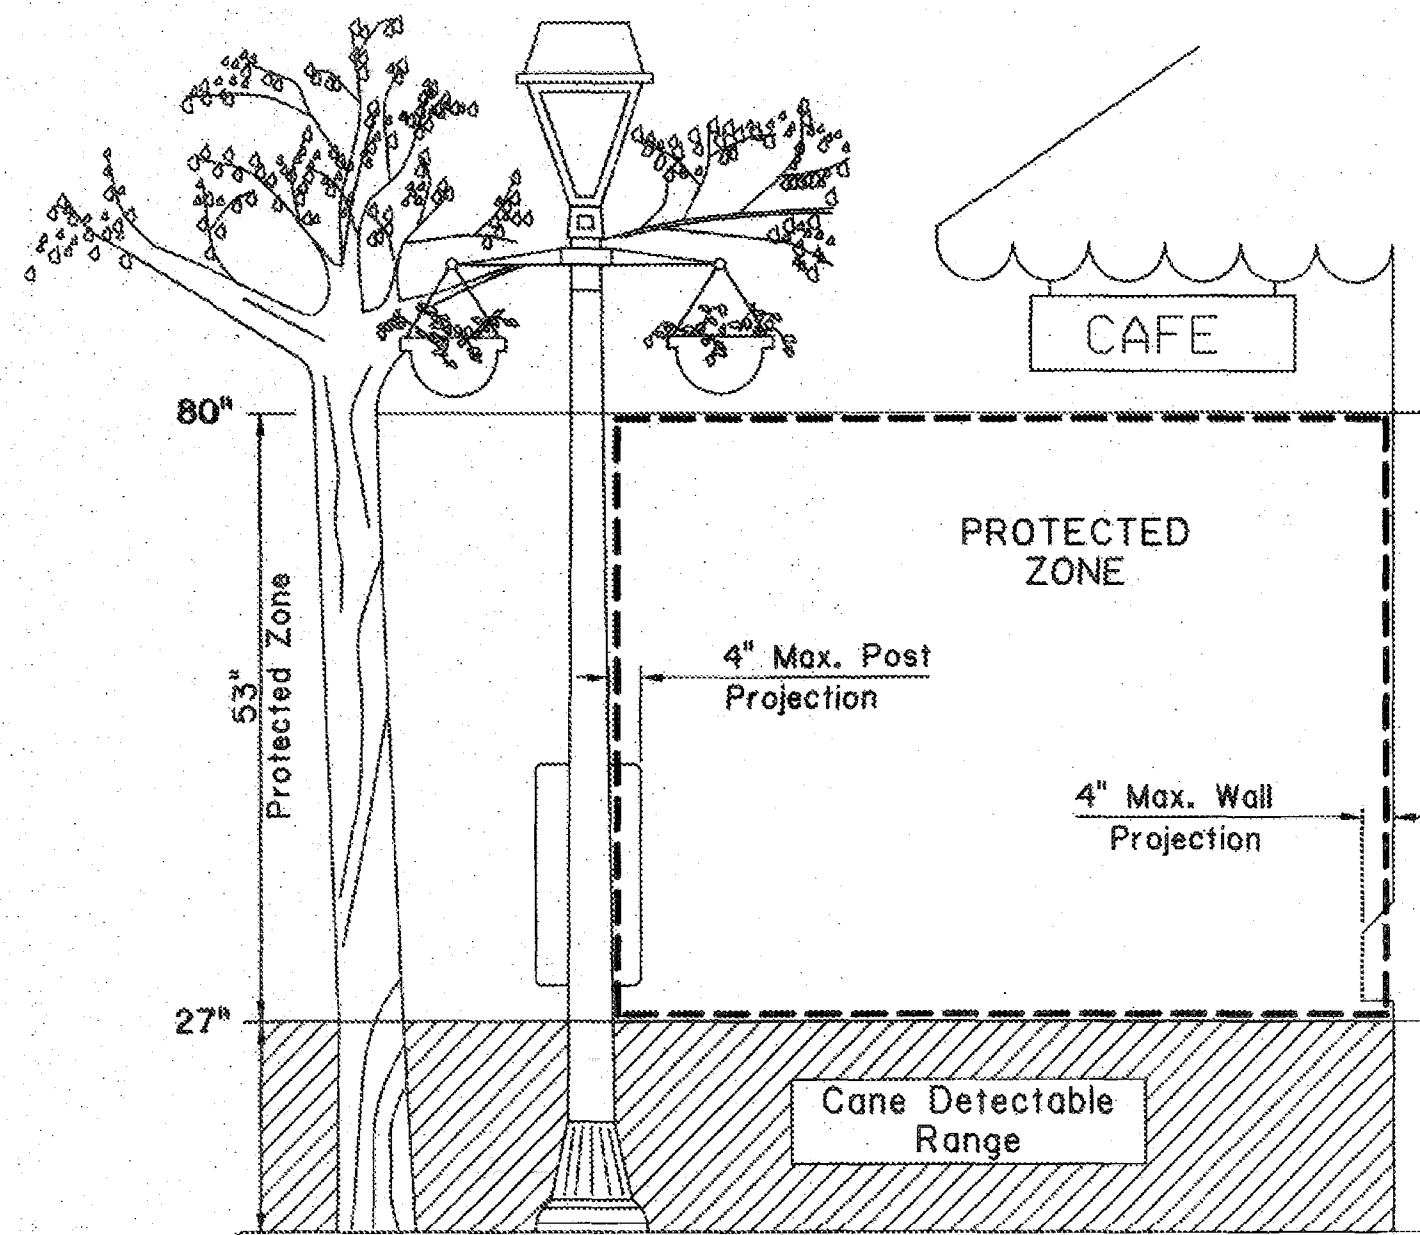 CAFE
80"
PROTECTED
ZONE
53"
Protected Zone
4" Max. Post
Projection
4" Max. Wall
Projection
27"
Cane Detectable
Range